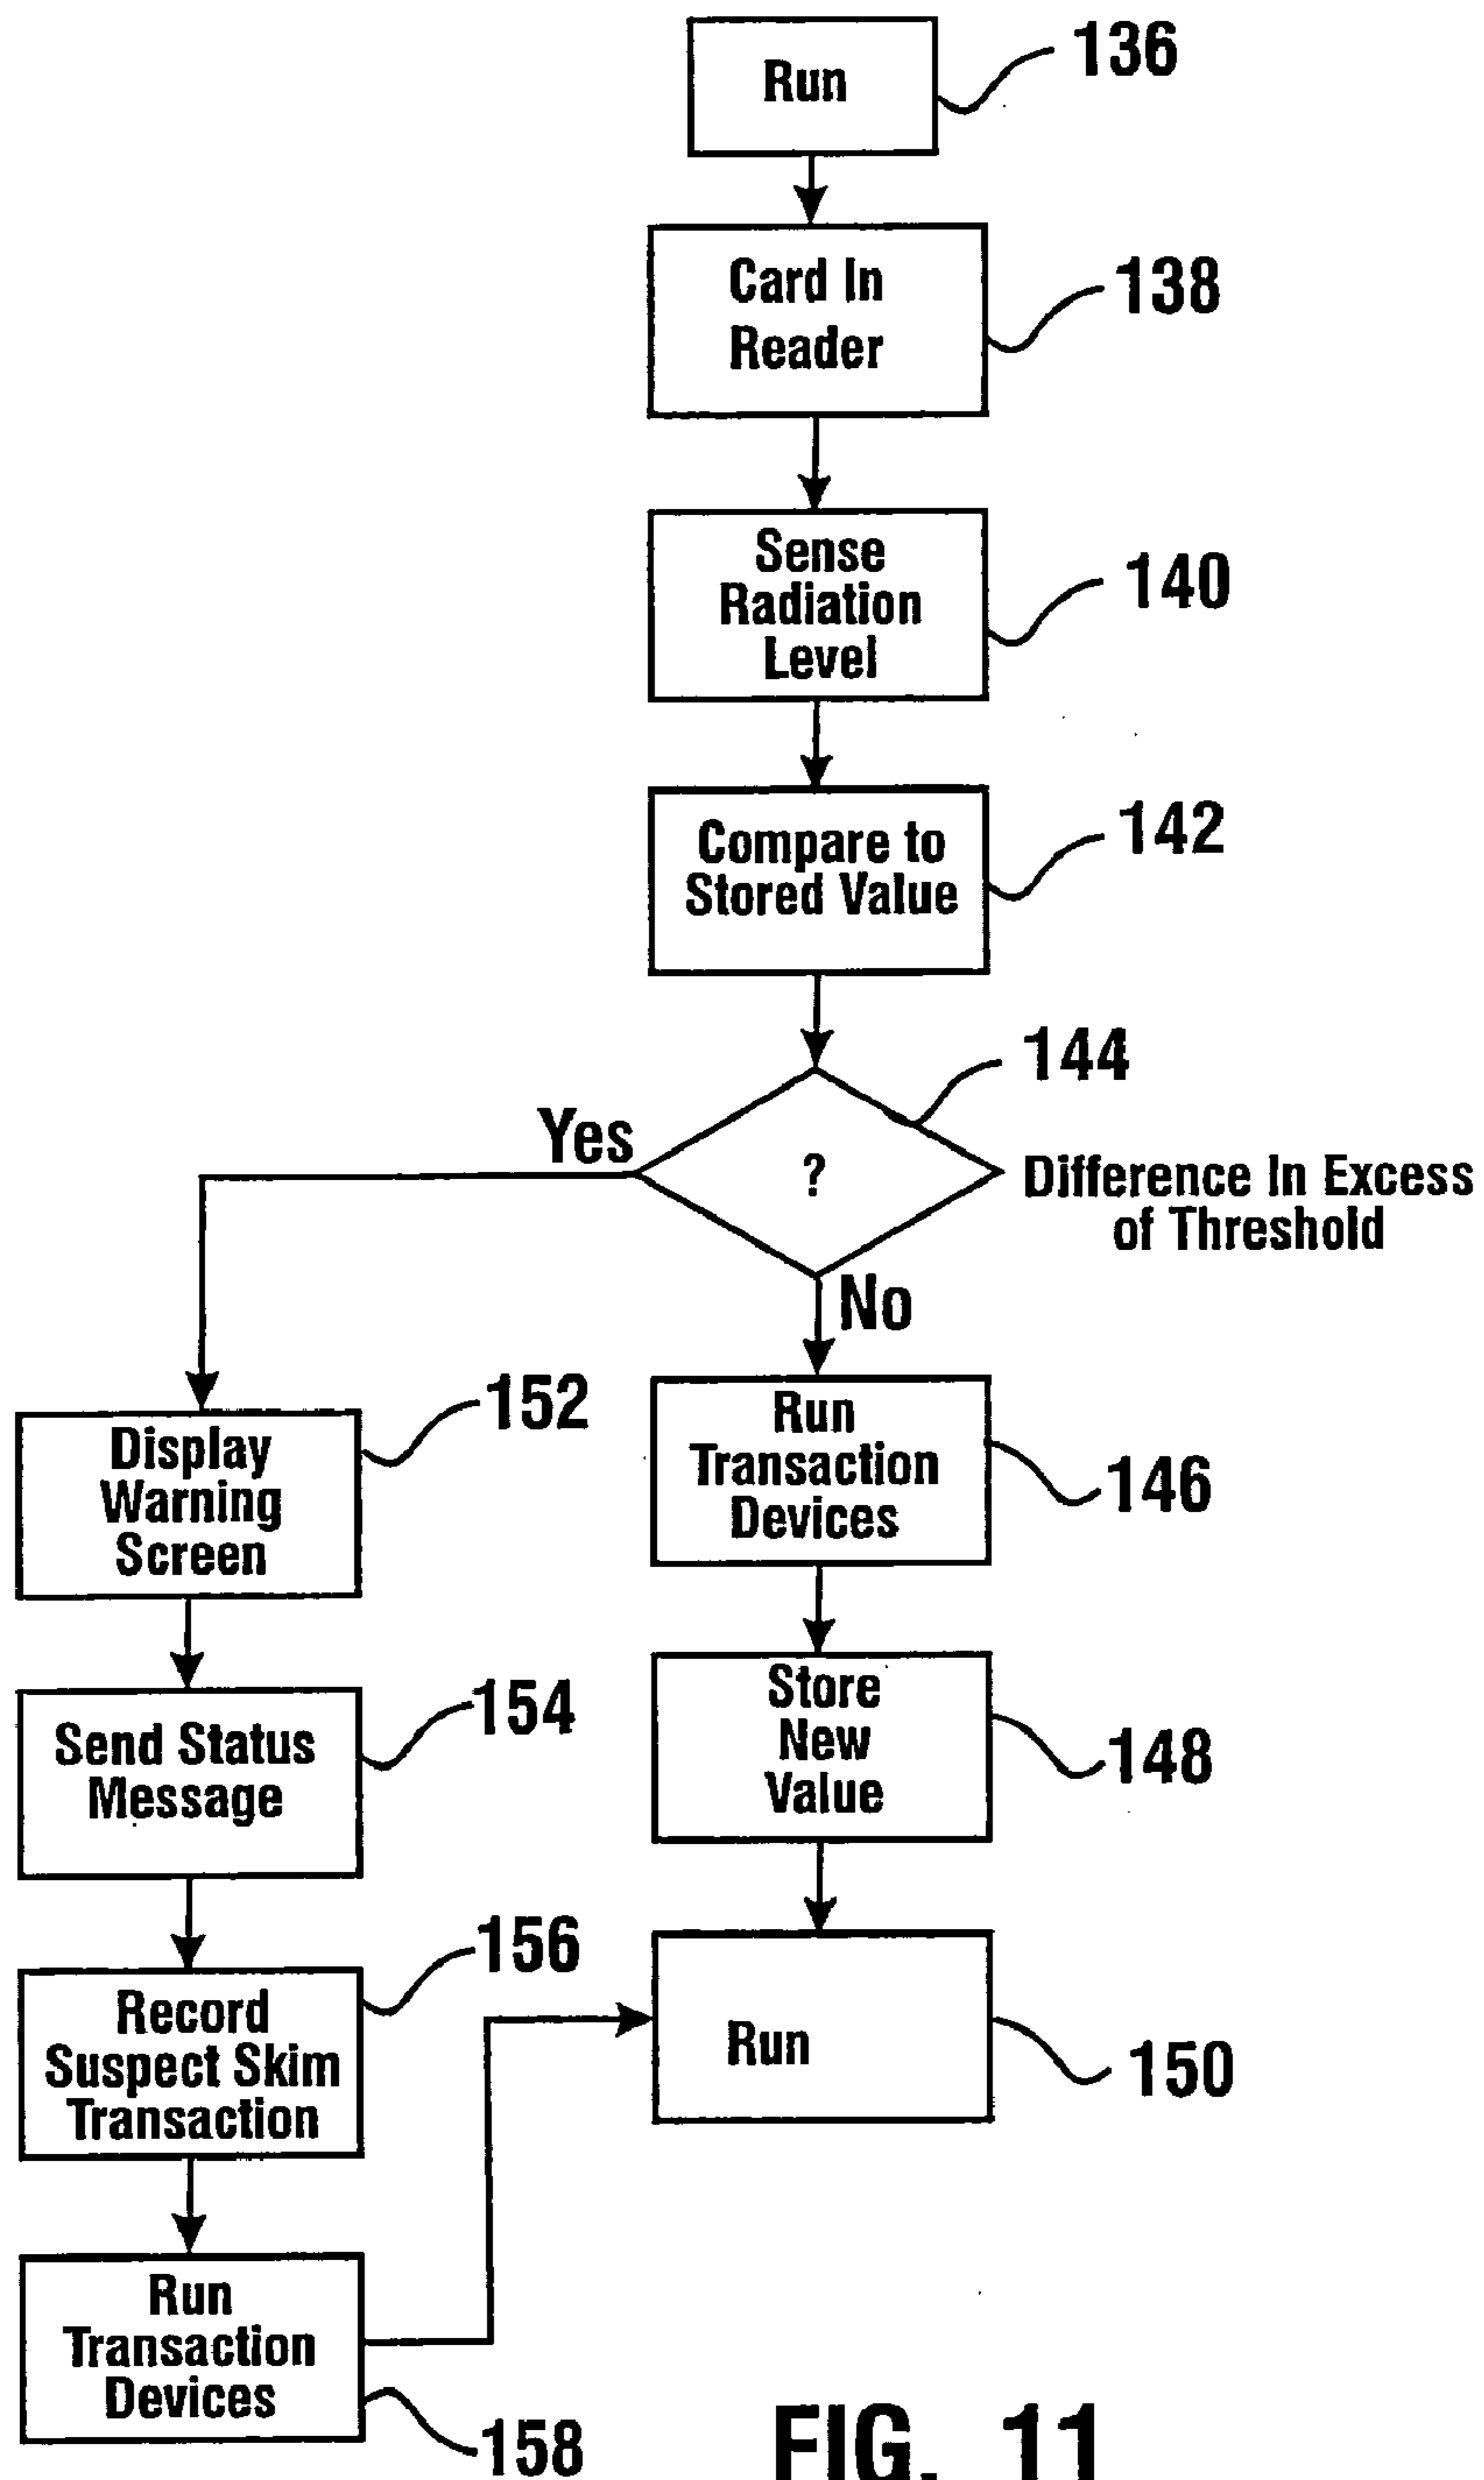 Run
136
Card In
Reader
138
Sense
Radiation
Level
140
Compare to
Stored Value
142
144
Yes
?
Difference In Excess
of Threshold
No
Run
Transaction
Devices
146
Display
Warning
Screen
152
Store
New
Value
148
Send Status
Message
154
Record
Suspect Skim
Transaction
156
Run
150
Run
Transaction
Devices
158
FIG. 11